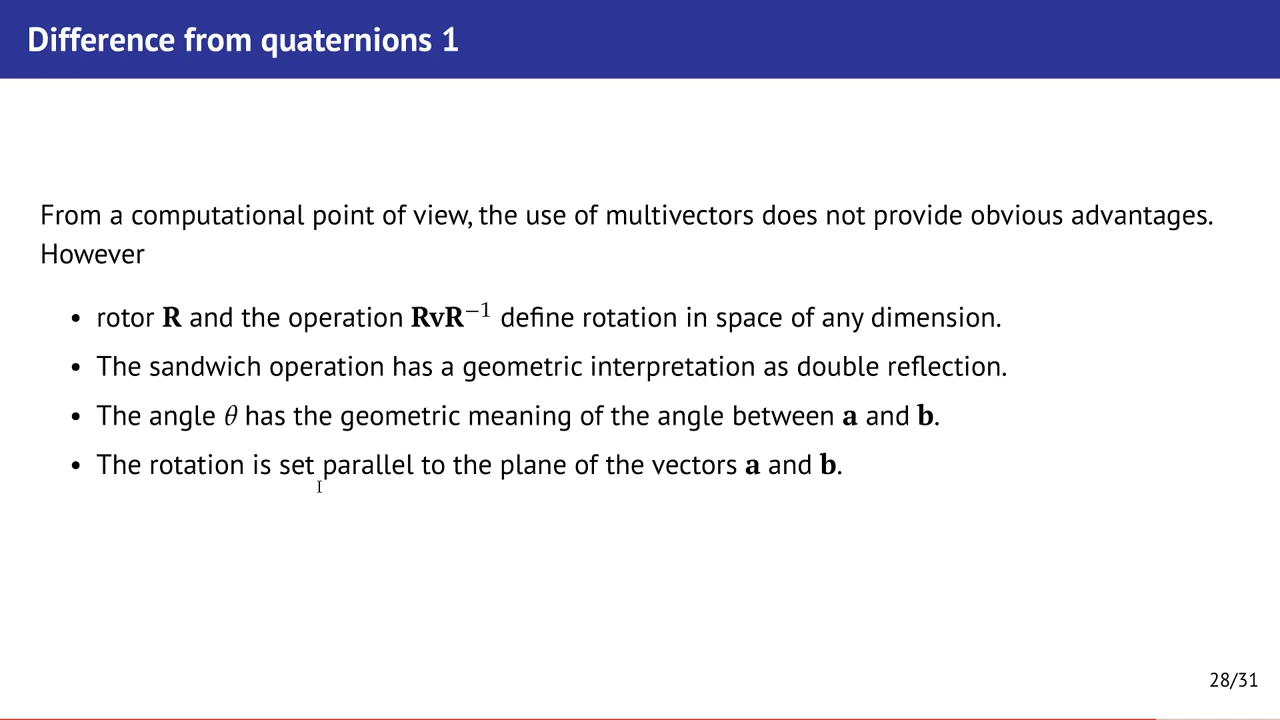 Difference from quaternions 1
From a computational point of view, the use of multivectors does not provide obvious advantages.
However
• rotor R and the operation RvR⁻¹ define rotation in space of any dimension.
• The sandwich operation has a geometric interpretation as double reflection.
• The angle θ has the geometric meaning of the angle between a and b.
• The rotation is set parallel to the plane of the vectors a and b.
28/31